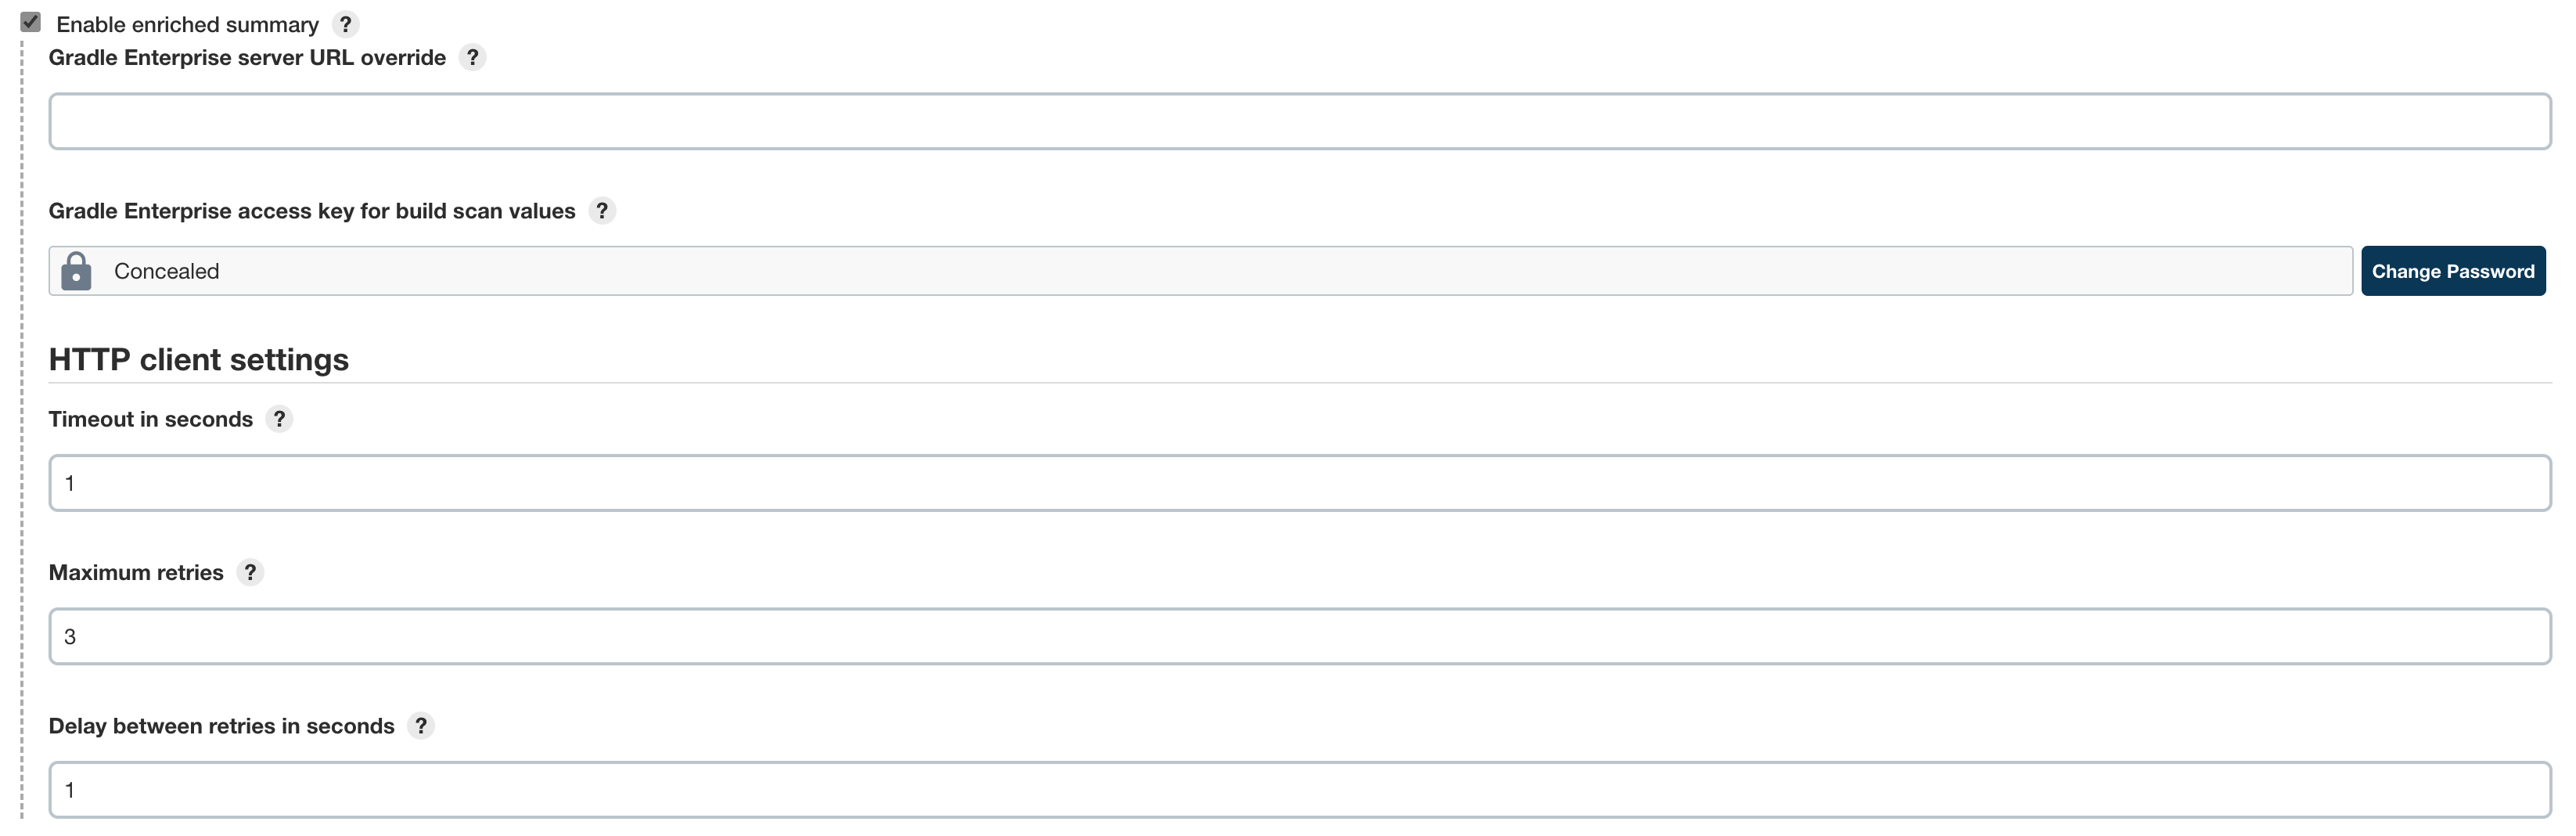 Enable enriched summary ?
Gradle Enterprise server URL override ?
Gradle Enterprise access key for build scan values ?
Concealed Change Password
HTTP client settings
Timeout in seconds ?
1
Maximum retries ?
3
Delay between retries in seconds ?
1